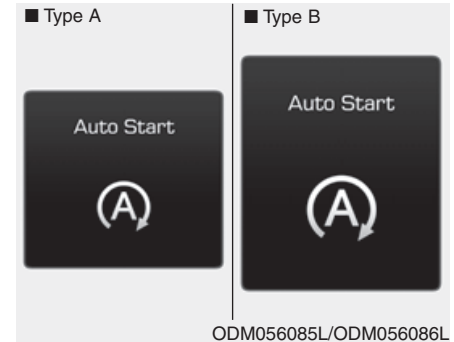 ■ Type A
■ Type B
Auto Start
A
Auto Start
A
ODM056085L/ODM056086L